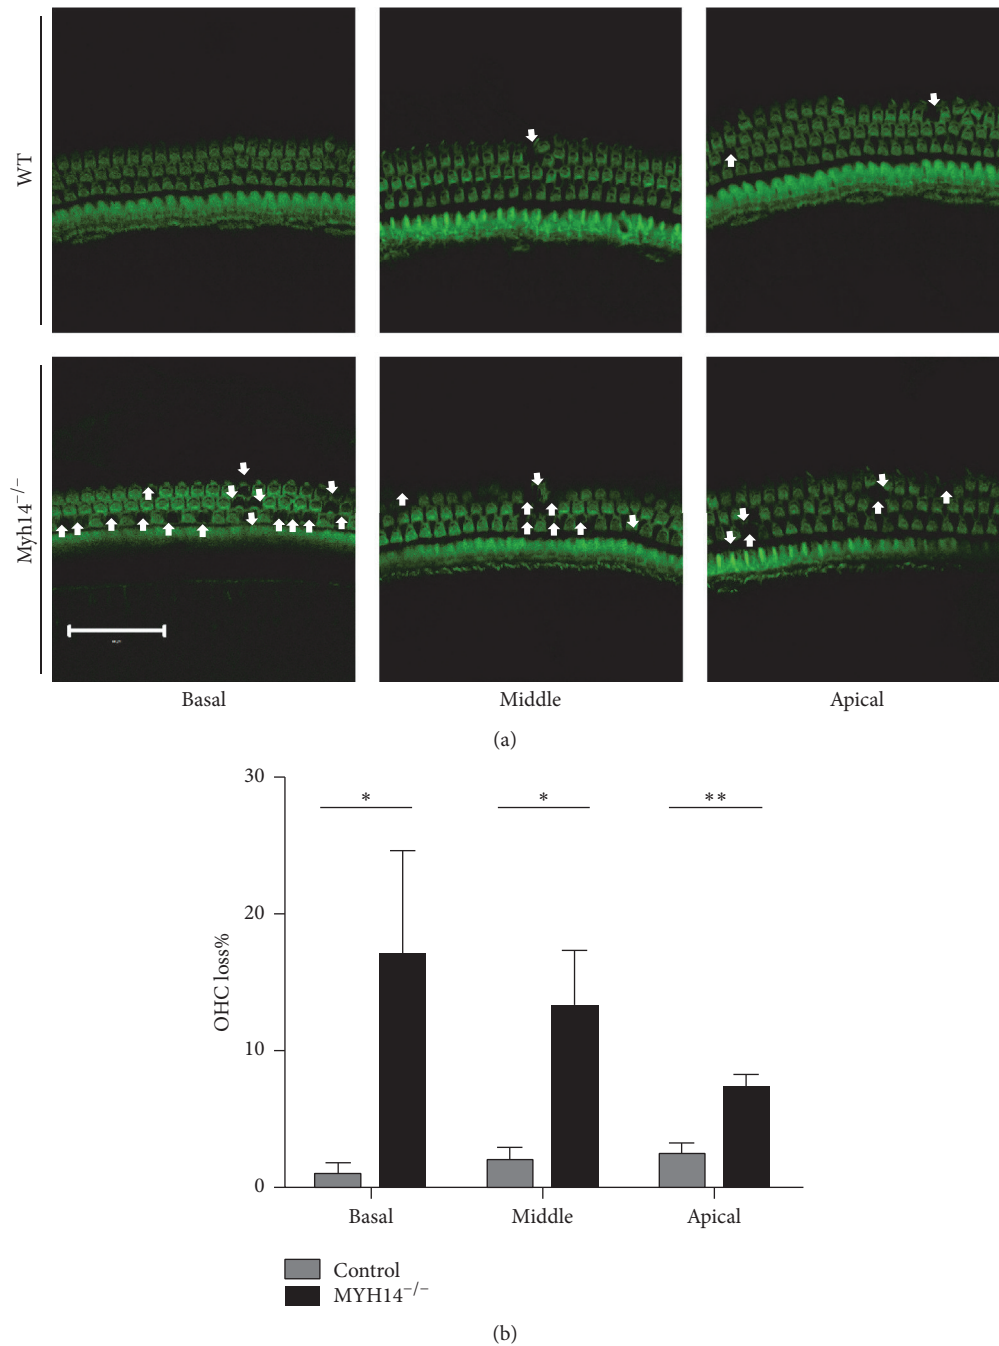 WT
Myh14⁻/⁻
Basal
Middle
Apical
(a)
30
20
10
0
OHC loss%
*
*
**
Basal
Middle
Apical
Control
MYH14⁻/⁻
(b)